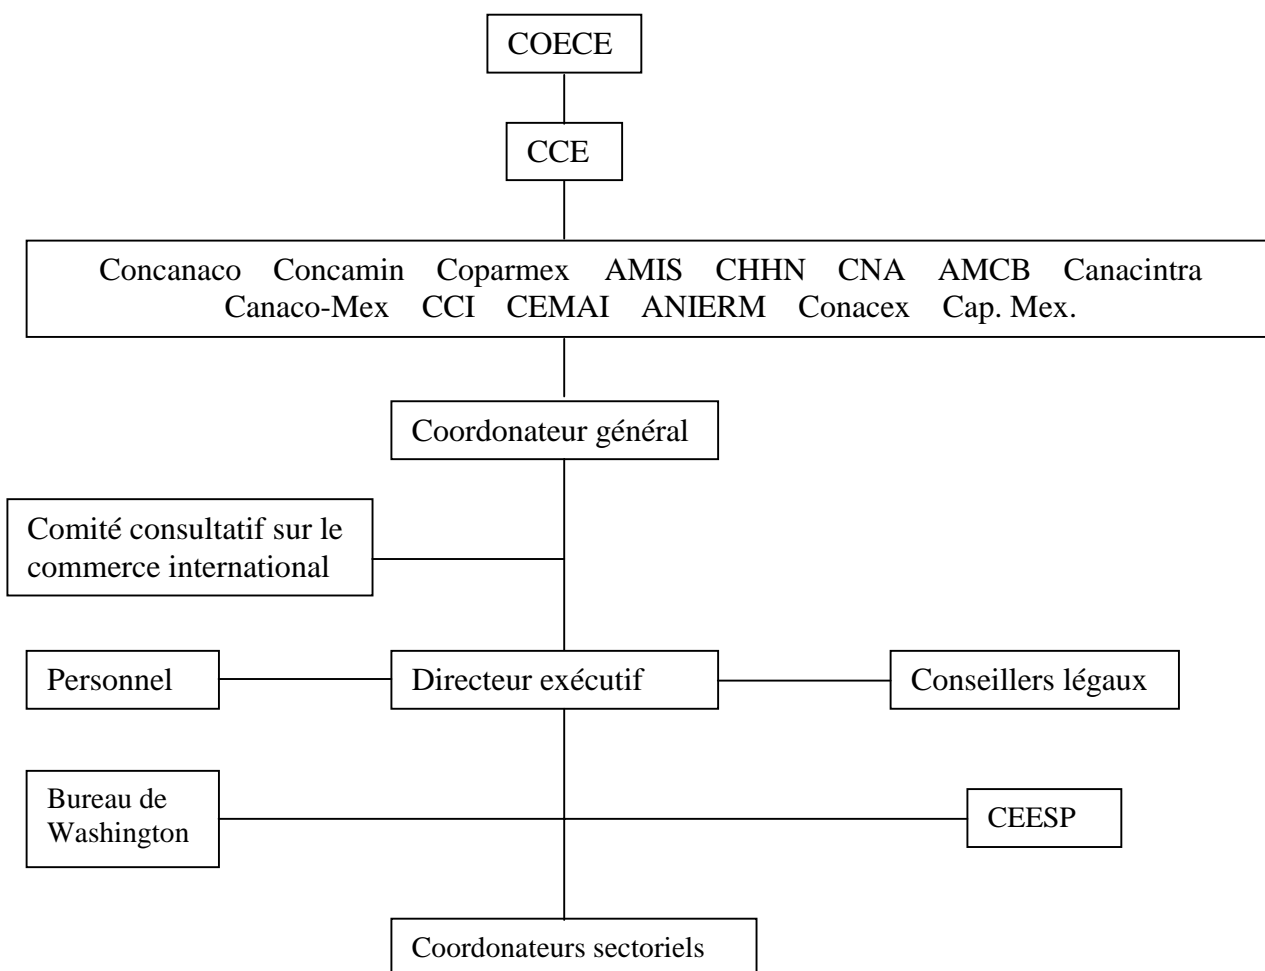 COECE
CCE
Concanaco Concamin Coparmex AMIS CHHN CNA AMCB Canacintra
Canaco-Mex CCI CEMAI ANIERM Conacex Cap. Mex.
Coordonateur général
Comité consultatif sur le
commerce international
Personnel
Directeur exécutif
Conseillers légaux
Bureau de
Washington
CEESP
Coordonateurs sectoriels